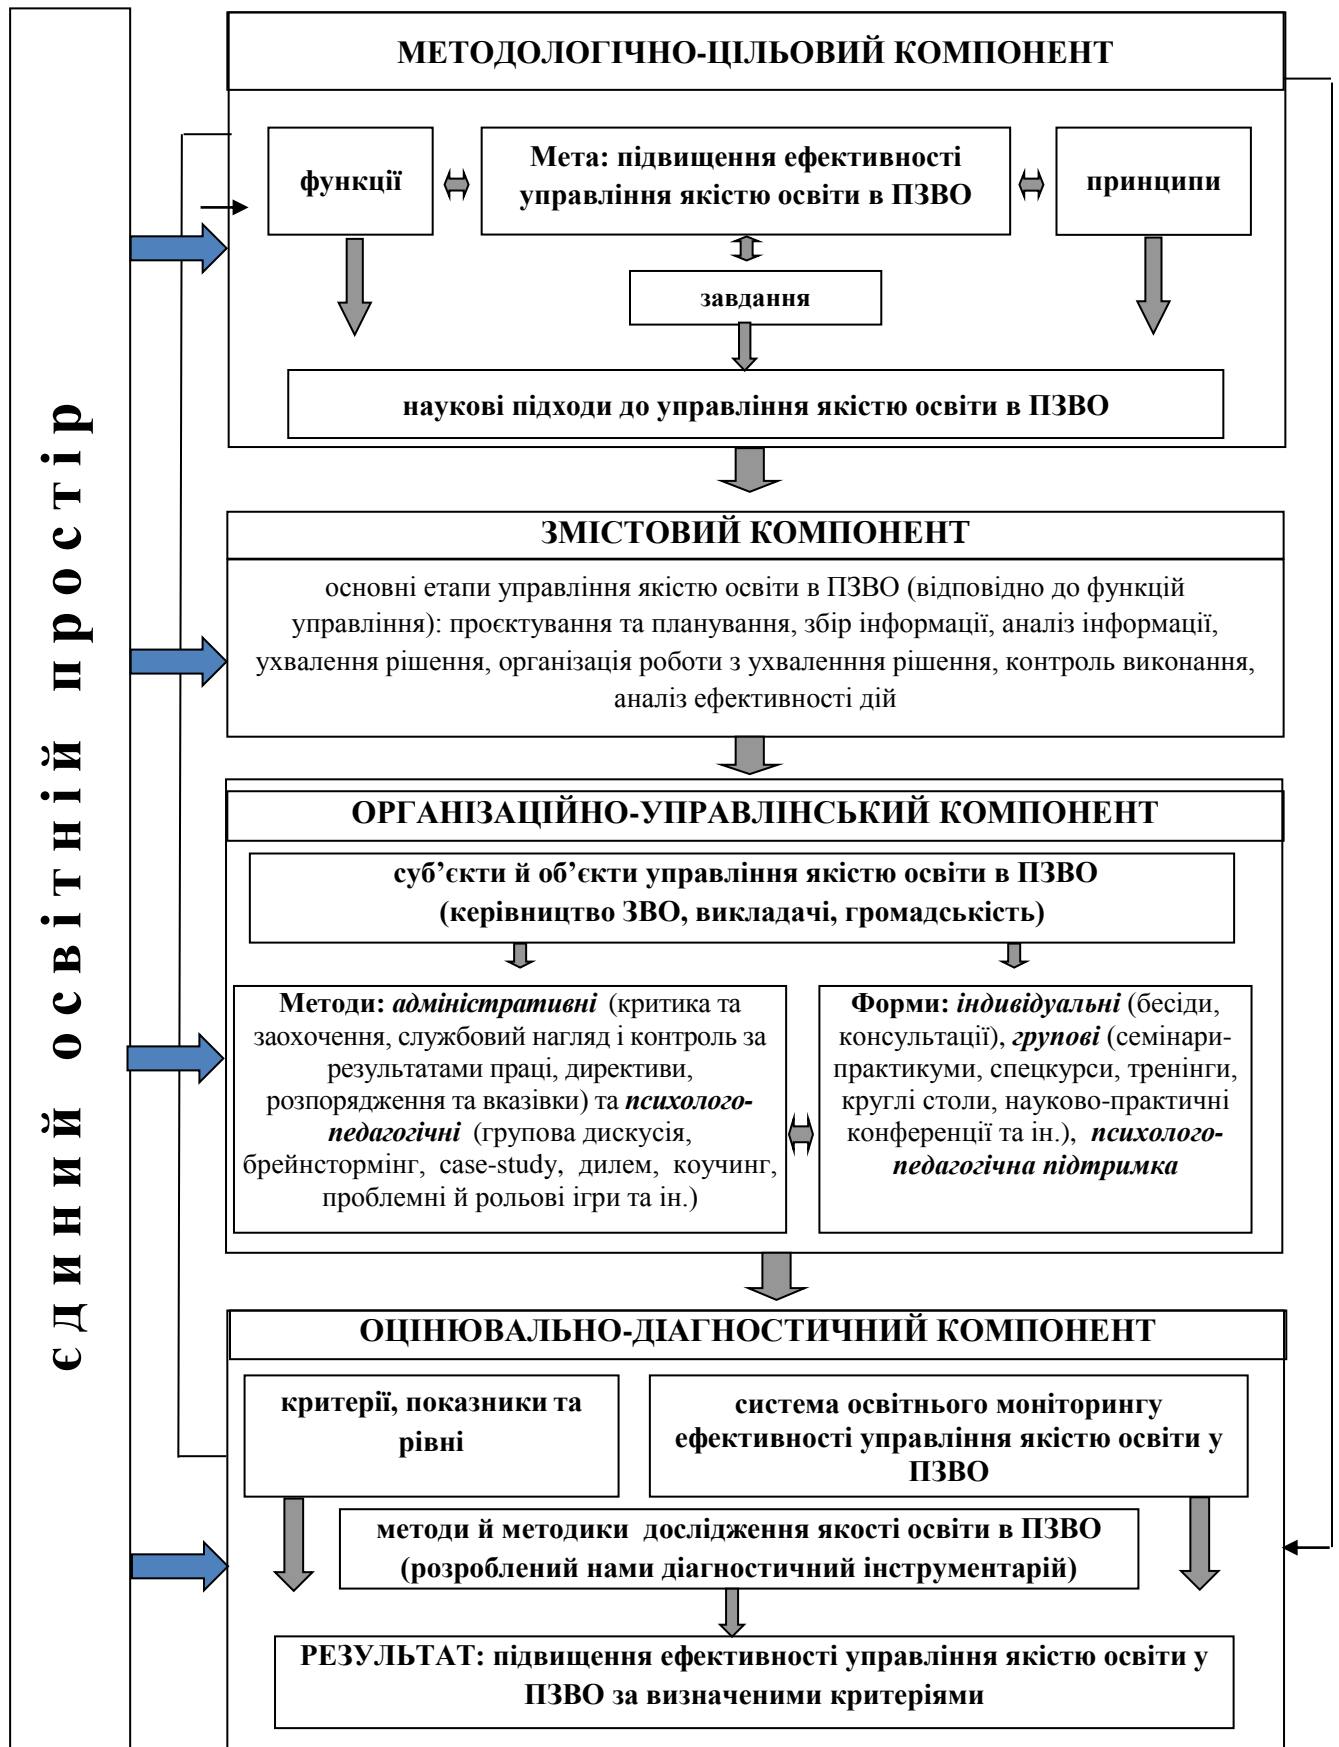 єдиний освітній простір
МЕТОДОЛОГІЧНО-ЦІЛЬОВИЙ КОМПОНЕНТ
функції
Мета: підвищення ефективності
управління якістю освіти в ПЗВО
принципи
завдання
наукові підходи до управління якістю освіти в ПЗВО
ЗМІСТОВИЙ КОМПОНЕНТ
основні етапи управління якістю освіти в ПЗВО (відповідно до функцій
управління): проєктування та планування, збір інформації, аналіз інформації,
ухвалення рішення, організація роботи з ухваленння рішення, контроль виконання,
аналіз ефективності дій
ОРГАНІЗАЦІЙНО-УПРАВЛІНСЬКИЙ КОМПОНЕНТ
суб’єкти й об’єкти управління якістю освіти в ПЗВО
(керівництво ЗВО, викладачі, громадськість)
Методи: адміністративні (критика та
заохочення, службовий нагляд і контроль за
результатами праці, директиви,
розпорядження та вказівки) та психолого-
педагогічні (групова дискусія,
брейнстормінг, case-study, дилем, коучинг,
проблемні й рольові ігри та ін.)
Форми: індивідуальні (бесіди,
консультації), групові (семінари-
практикуми, спецкурси, тренінги,
круглі столи, науково-практичні
конференції та ін.), психолого-
педагогічна підтримка
ОЦІНЮВАЛЬНО-ДІАГНОСТИЧНИЙ КОМПОНЕНТ
критерії, показники та
рівні
система освітнього моніторингу
ефективності управління якістю освіти у
ПЗВО
методи й методики дослідження якості освіти в ПЗВО
(розроблений нами діагностичний інструментарій)
РЕЗУЛЬТАТ: підвищення ефективності управління якістю освіти у
ПЗВО за визначеними критеріями